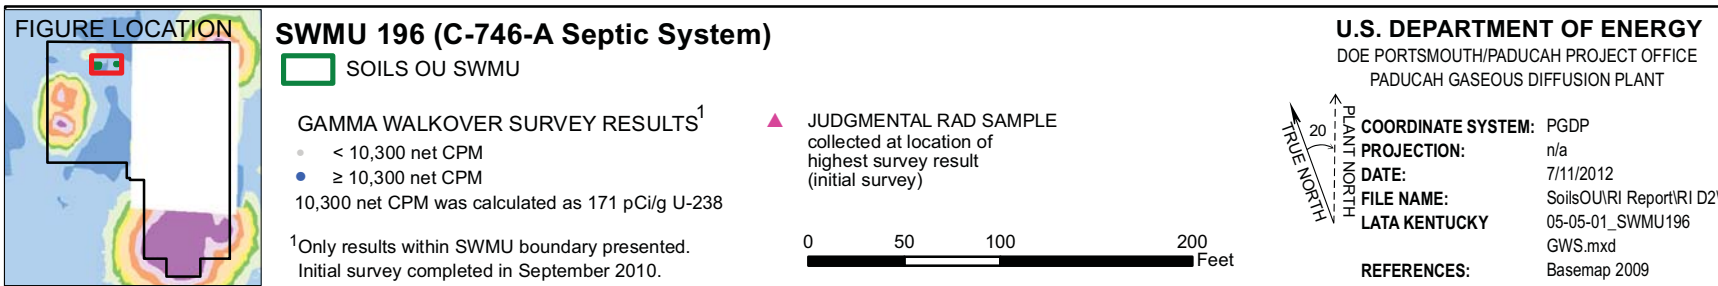 FIGURE LOCATION
SWMU 196 (C-746-A Septic System)
SOILS OU SWMU
GAMMA WALKOVER SURVEY RESULTS1
< 10,300 net CPM
≥ 10,300 net CPM
10,300 net CPM was calculated as 171 pCi/g U-238
1Only results within SWMU boundary presented.
Initial survey completed in September 2010.
JUDGMENTAL RAD SAMPLE
collected at location of
highest survey result
(initial survey)
0 50 100 200
Feet
U.S. DEPARTMENT OF ENERGY
DOE PORTSMOUTH/PADUCAH PROJECT OFFICE
PADUCAH GASEOUS DIFFUSION PLANT
TRUE NORTH
20
PLANT NORTH
COORDINATE SYSTEM: PGDP
PROJECTION: n/a
DATE: 7/11/2012
FILE NAME: SoilsOU\RI Report\RI D2\
LATA KENTUCKY 05-05-01_SWMU196
GWS.mxd
REFERENCES: Basemap 2009